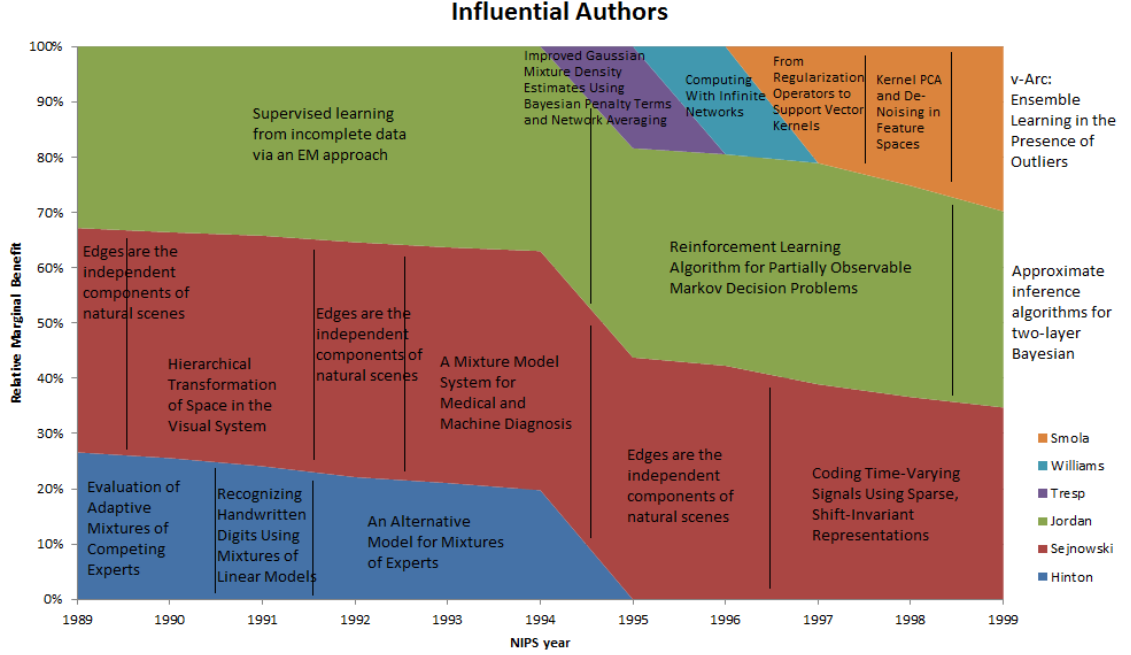 Influential Authors
100%
90%
80%
70%
60%
50%
40%
30%
20%
10%
0%
Relative Marginal Benefit
Supervised learning
from incomplete data
via an EM approach
Improved Gaussian
Mixture Density
Estimates Using
Bayesian Penalty Terms
and Network Averaging
Computing
With Infinite
Networks
From
Regularization
Operators to
Support Vector
Kernels
Kernel PCA
and De-
Noising in
Feature
Spaces
v-Arc:
Ensemble
Learning in the
Presence of
Outliers
Edges are the
independent
components of
natural scenes
Hierarchical
Transformation
of Space in the
Visual System
Edges are the
independent
components of
natural scenes
A Mixture Model
System for
Medical and
Machine Diagnosis
Reinforcement Learning
Algorithm for Partially Observable
Markov Decision Problems
Approximate
inference
algorithms for
two-layer
Bayesian
Evaluation of
Adaptive
Mixtures of
Competing
Experts
Recognizing
Handwritten
Digits Using
Mixtures of
Linear Models
An Alternative
Model for Mixtures
of Experts
Edges are the
independent
components of
natural scenes
Coding Time-Varying
Signals Using Sparse,
Shift-Invariant
Representations
Smola
Williams
Tresp
Jordan
Sejnowski
Hinton
1989 1990 1991 1992 1993 1994 1995 1996 1997 1998 1999
NIPS year